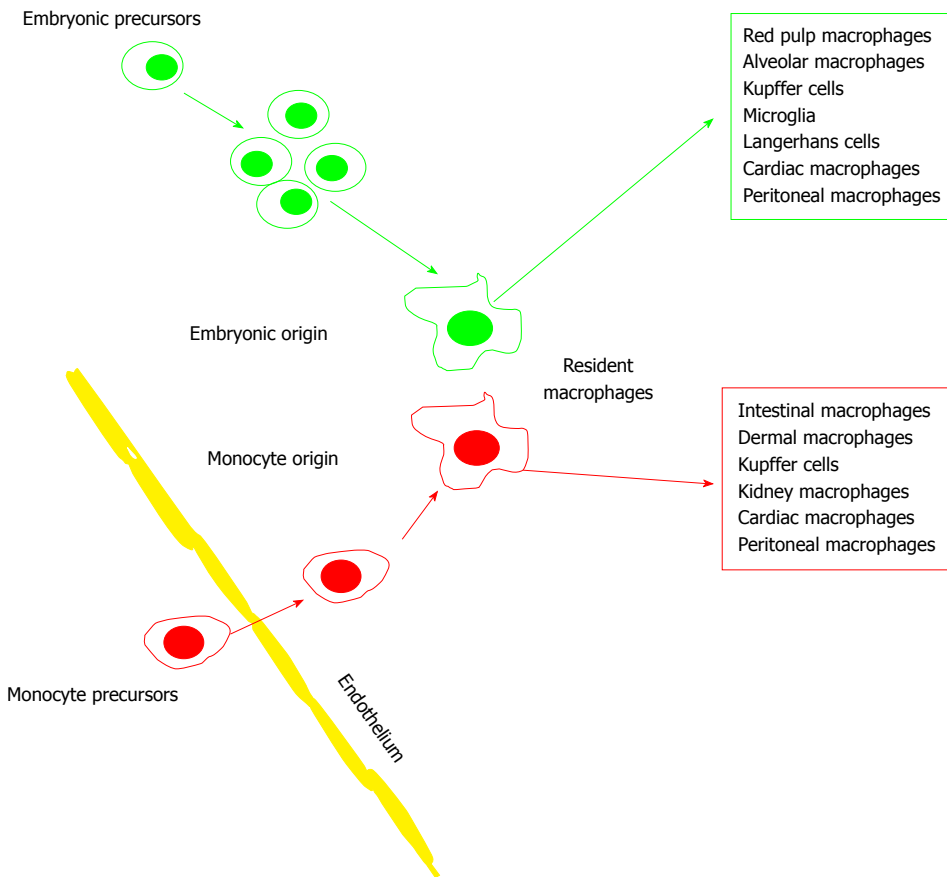 Embryonic precursors
Red pulp macrophages
Alveolar macrophages
Kupffer cells
Microglia
Langerhans cells
Cardiac macrophages
Peritoneal macrophages
Embryonic origin
Resident
macrophages
Monocyte origin
Intestinal macrophages
Dermal macrophages
Kupffer cells
Kidney macrophages
Cardiac macrophages
Peritoneal macrophages
Monocyte precursors
Endothelium